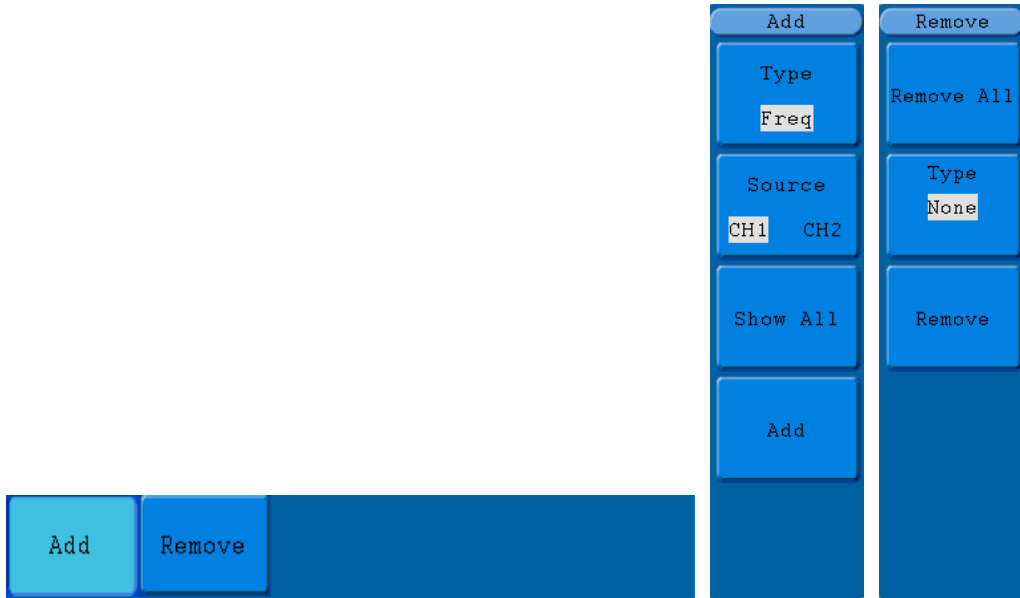 Add
Type
Freq
Source
CH1 CH2
Show All
Add
Remove
Remove All
Type
None
Remove
Add Remove